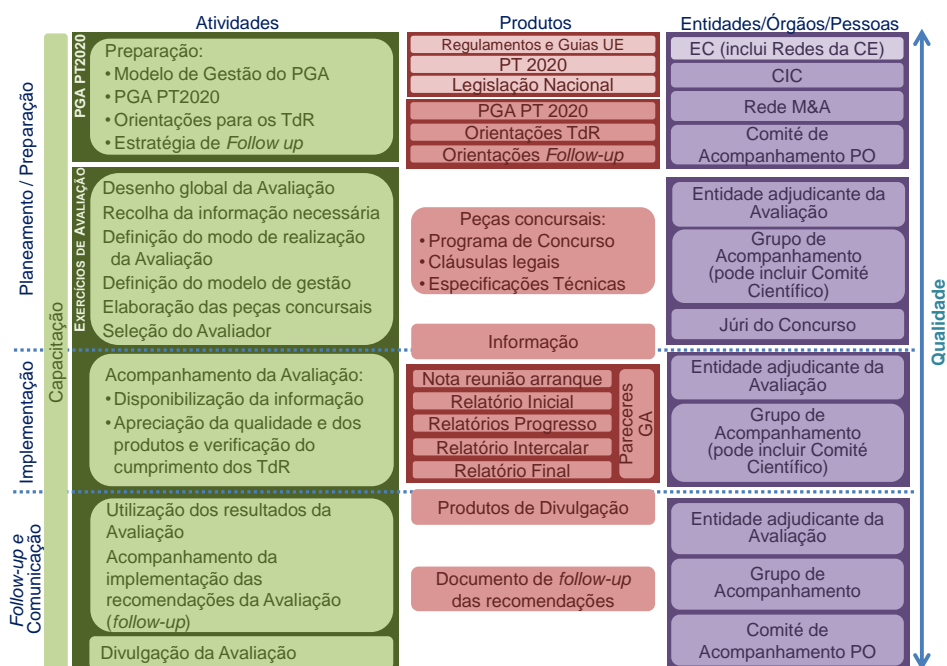 Atividades
Produtos
Entidades/Órgãos/Pessoas
Planeamento / Preparação
Implementação
Follow-up e
Comunicação
Capacitação
PGA PT2020
Preparação:
• Modelo de Gestão do PGA
• PGA PT2020
• Orientações para os TdR
• Estratégia de Follow up
Regulamentos e Guias UE
PT 2020
Legislação Nacional
PGA PT 2020
Orientações TdR
Orientações Follow-up
EC (inclui Redes da CE)
CIC
Rede M&A
Comité de
Acompanhamento PO
EXERCÍCIOS DE AVALIAÇÃO
Desenho global da Avaliação
Recolha da informação necessária
Definição do modo de realização
da Avaliação
Definição do modelo de gestão
Elaboração das peças concursais
Seleção do Avaliador
Peças concursais:
• Programa de Concurso
• Cláusulas legais
• Especificações Técnicas
Informação
Entidade adjudicante da
Avaliação
Grupo de
Acompanhamento
(pode incluir Comité
Científico)
Júri do Concurso
Acompanhamento da Avaliação:
• Disponibilização da informação
• Apreciação da qualidade e dos
produtos e verificação do
cumprimento dos TdR
Nota reunião arranque
Relatório Inicial
Relatórios Progresso
Relatório Intercalar
Relatório Final
Pareceres
GA
Entidade adjudicante da
Avaliação
Grupo de
Acompanhamento
(pode incluir Comité
Científico)
Utilização dos resultados da
Avaliação
Acompanhamento da
implementação das
recomendações da Avaliação
(follow-up)
Divulgação da Avaliação
Produtos de Divulgação
Documento de follow-up
das recomendações
Entidade adjudicante da
Avaliação
Grupo de
Acompanhamento
Comité de
Acompanhamento PO
Qualidade